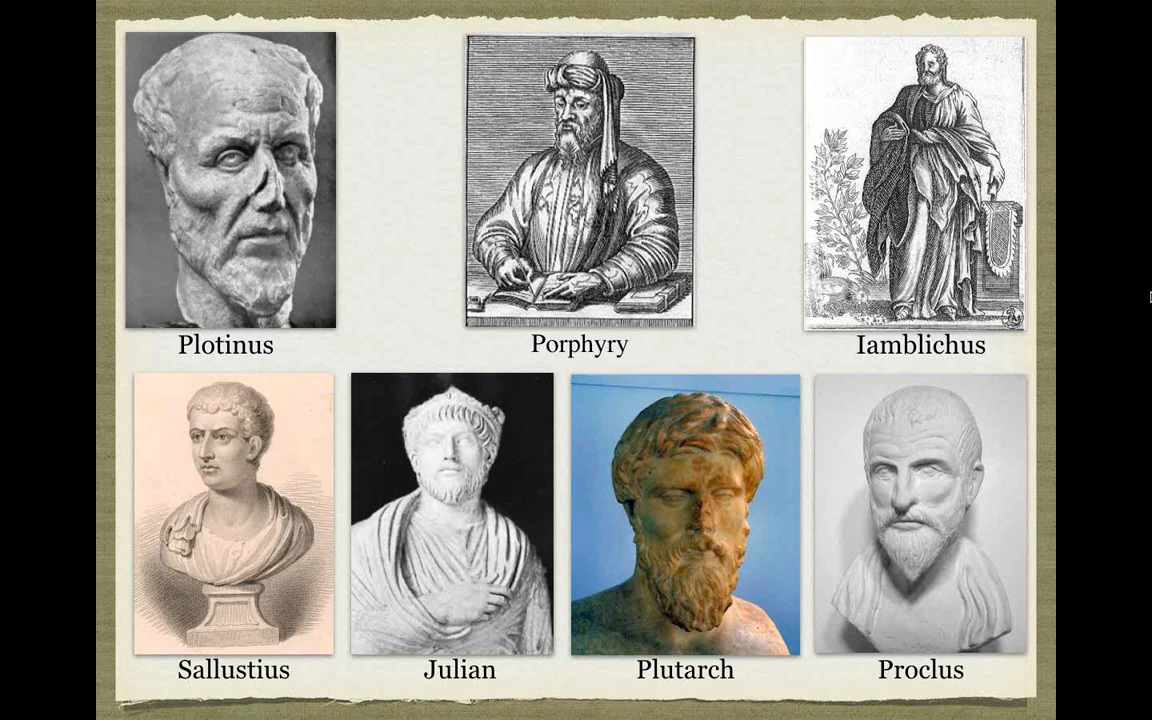 Plotinus
Porphyry
Iamblichus
Sallustius
Julian
Plutarch
Proclus